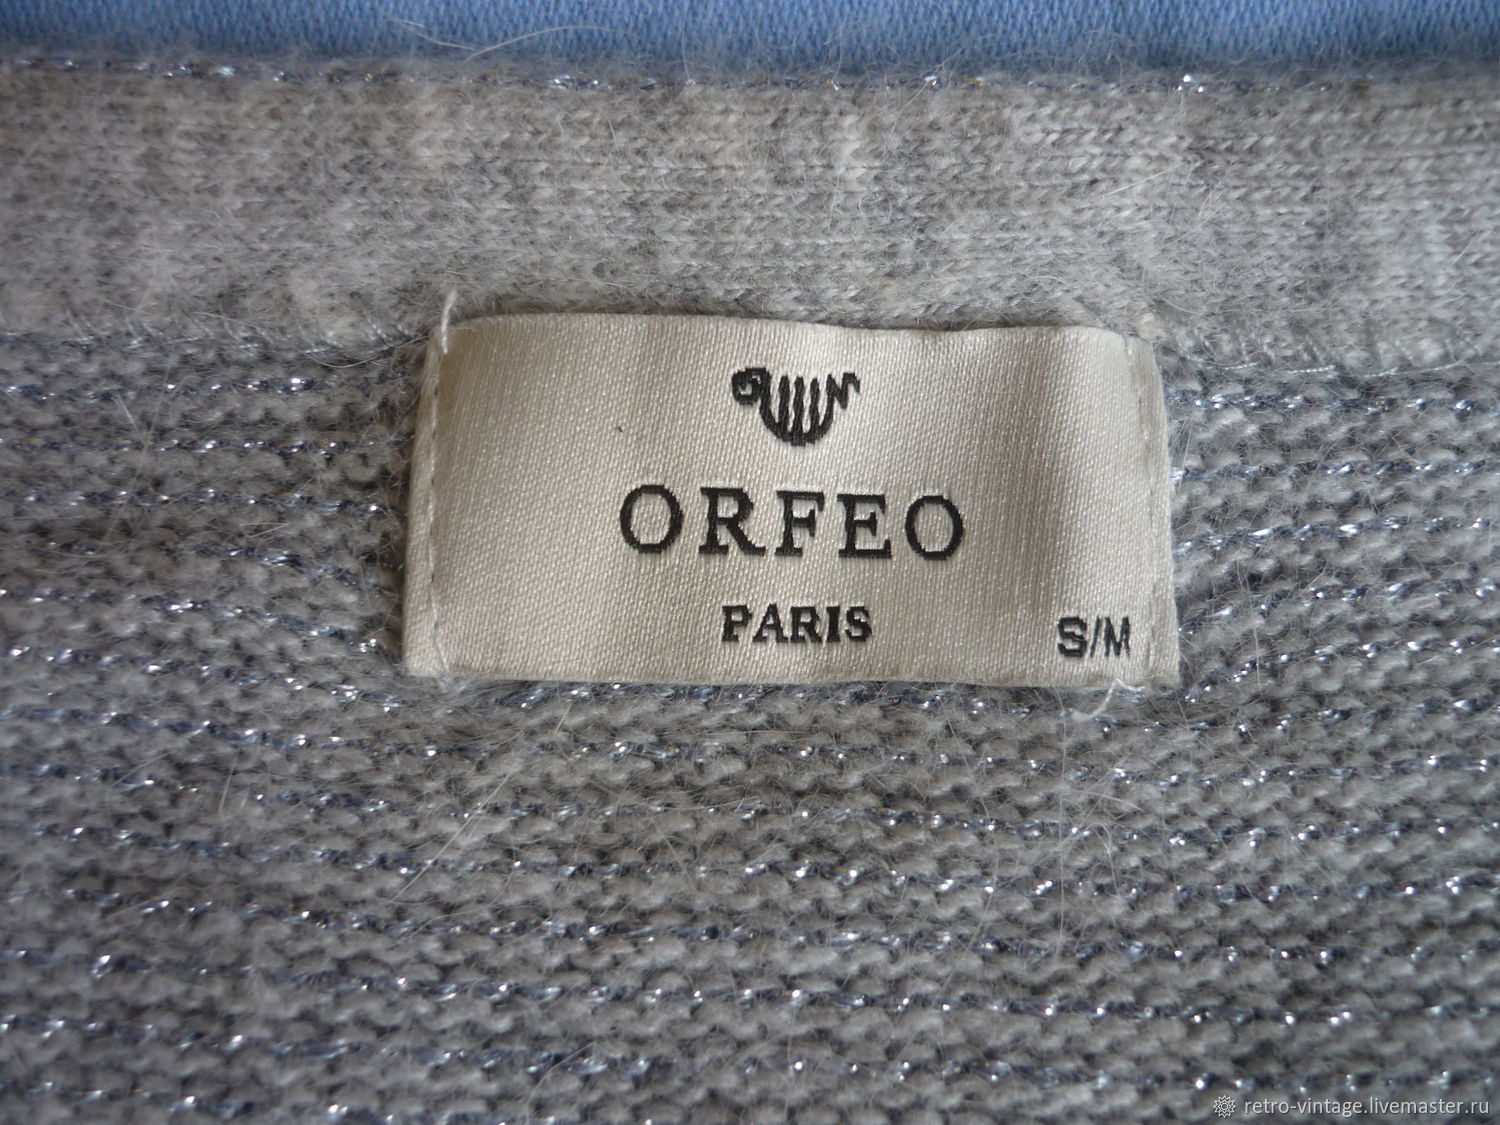 ORFEO
PARIS
S/M
retro-vintage.livemaster.ru